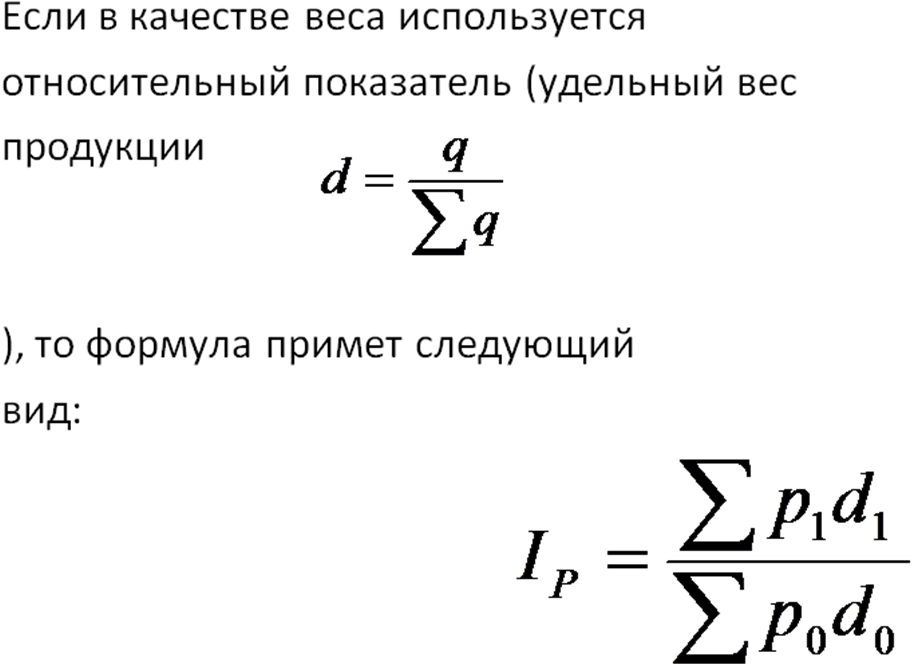 Если в качестве веса используется
относительный показатель (удельный вес
продукции d = q / ∑q
), то формула примет следующий
вид:
I_P = ∑p₁d₁ / ∑p₀d₀